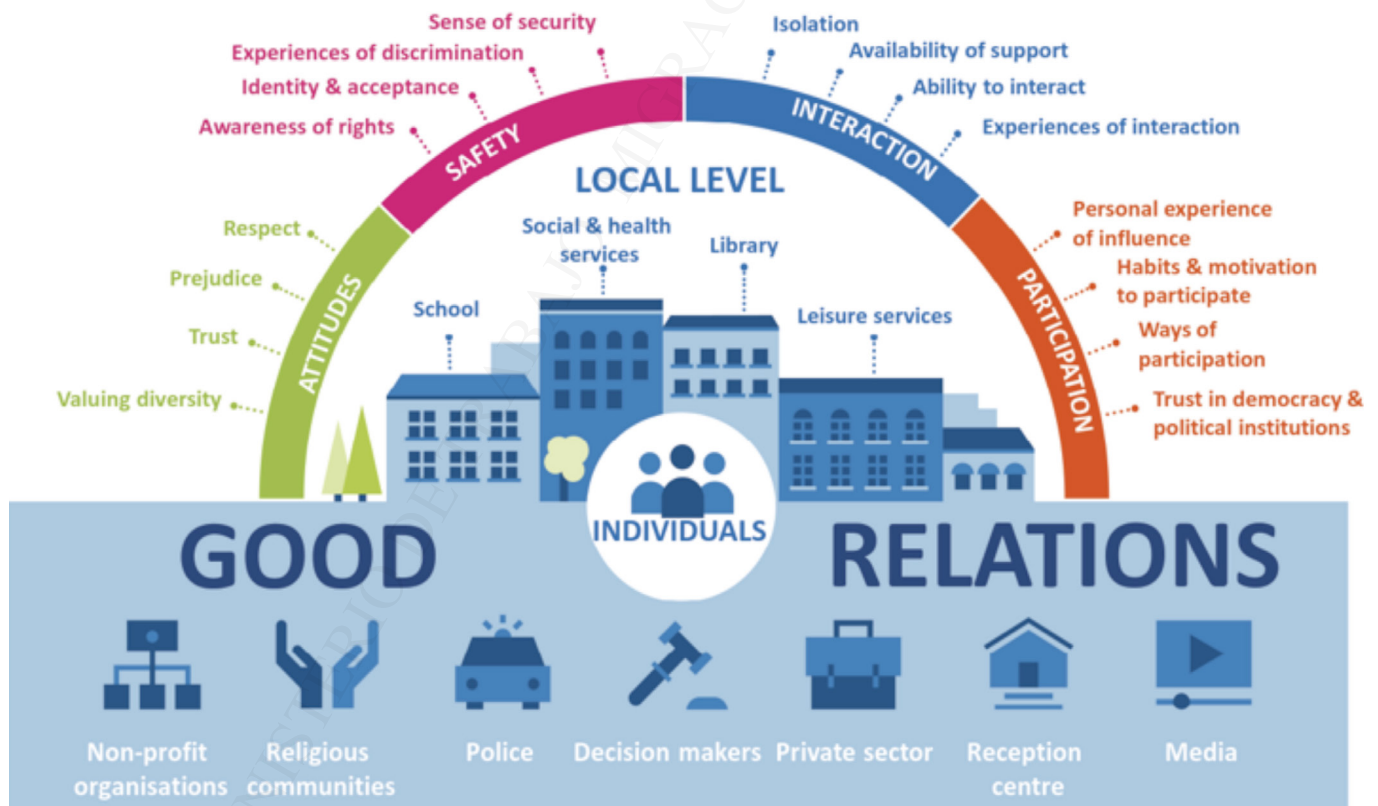 Sense of security
Experiences of discrimination
Identity & acceptance
Awareness of rights
SAFETY
Isolation
Availability of support
Ability to interact
Experiences of interaction
INTERACTION
Respect
Prejudice
Trust
Valuing diversity
ATTITUDES
Personal experience
of influence
Habits & motivation
to participate
Ways of
participation
Trust in democracy &
political institutions
PARTICIPATION
LOCAL LEVEL
School
Social & health
services
Library
Leisure services
INDIVIDUALS
GOOD RELATIONS
Non-profit
organisations
Religious
communities
Police
Decision makers
Private sector
Reception
centre
Media